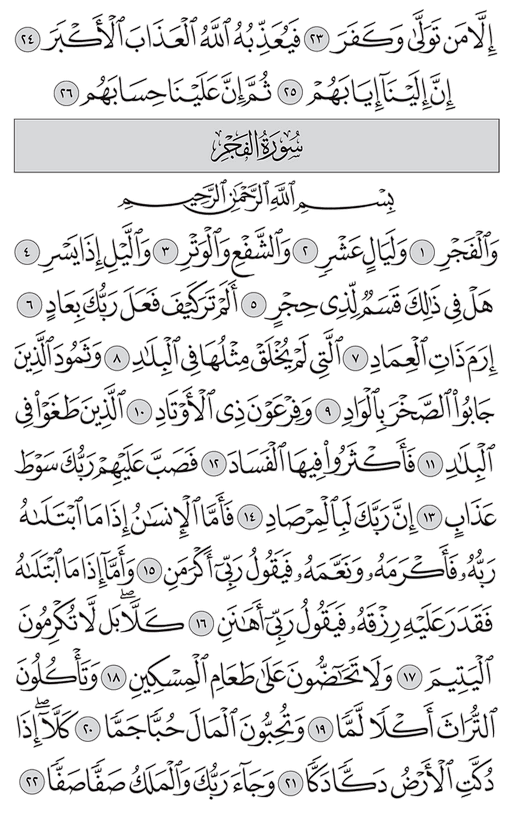 إِلَّا مَن تَوَلَّىٰ وَكَفَرَ ٢٣ فَيُعَذِّبُهُ ٱللَّهُ ٱلۡعَذَابَ ٱلۡأَكۡبَرَ ٢٤
إِنَّ إِلَيۡنَآ إِيَابَهُمۡ ٢٥ ثُمَّ إِنَّ عَلَيۡنَا حِسَابَهُم ٢٦
سُورَةُ الفَجۡرِ
بِسۡمِ ٱللَّهِ ٱلرَّحۡمَٰنِ ٱلرَّحِيمِ
وَٱلۡفَجۡرِ ١ وَلَيَالٍ عَشۡرٖ ٢ وَٱلشَّفۡعِ وَٱلۡوَتۡرِ ٣ وَٱلَّيۡلِ إِذَا يَسۡرِ ٤
هَلۡ فِي ذَٰلِكَ قَسَمٞ لِّذِي حِجۡرٍ ٥ أَلَمۡ تَرَ كَيۡفَ فَعَلَ رَبُّكَ بِعَادٍ ٦
إِرَمَ ذَاتِ ٱلۡعِمَادِ ٧ ٱلَّتِي لَمۡ يُخۡلَقۡ مِثۡلُهَا فِي ٱلۡبِلَٰدِ ٨ وَثَمُودَ ٱلَّذِينَ
جَابُواْ ٱلصَّخۡرَ بِٱلۡوَادِ ٩ وَفِرۡعَوۡنَ ذِي ٱلۡأَوۡتَادِ ١٠ ٱلَّذِينَ طَغَوۡاْ فِي
ٱلۡبِلَٰدِ ١١ فَأَكۡثَرُواْ فِيهَا ٱلۡفَسَادَ ١٢ فَصَبَّ عَلَيۡهِمۡ رَبُّكَ سَوۡطَ
عَذَابٍ ١٣ إِنَّ رَبَّكَ لَبِٱلۡمِرۡصَادِ ١٤ فَأَمَّا ٱلۡإِنسَٰنُ إِذَا مَا ٱبۡتَلَىٰهُ
رَبُّهُۥ فَأَكۡرَمَهُۥ وَنَعَّمَهُۥ فَيَقُولُ رَبِّيٓ أَكۡرَمَنِ ١٥ وَأَمَّآ إِذَا مَا ٱبۡتَلَىٰهُ
فَقَدَرَ عَلَيۡهِ رِزۡقَهُۥ فَيَقُولُ رَبِّيٓ أَهَٰنَنِ ١٦ كَلَّاۖ بَل لَّا تُكۡرِمُونَ
ٱلۡيَتِيمَ ١٧ وَلَا تَحَٰٓضُّونَ عَلَىٰ طَعَامِ ٱلۡمِسۡكِينِ ١٨ وَتَأۡكُلُونَ
ٱلتُّرَاثَ أَكۡلٗا لَّمّٗا ١٩ وَتُحِبُّونَ ٱلۡمَالَ حُبّٗا جَمّٗا ٢٠ كَلَّآۖ إِذَا
دُكَّتِ ٱلۡأَرۡضُ دَكّٗا دَكّٗا ٢١ وَجَآءَ رَبُّكَ وَٱلۡمَلَكُ صَفّٗا صَفّٗا ٢٢